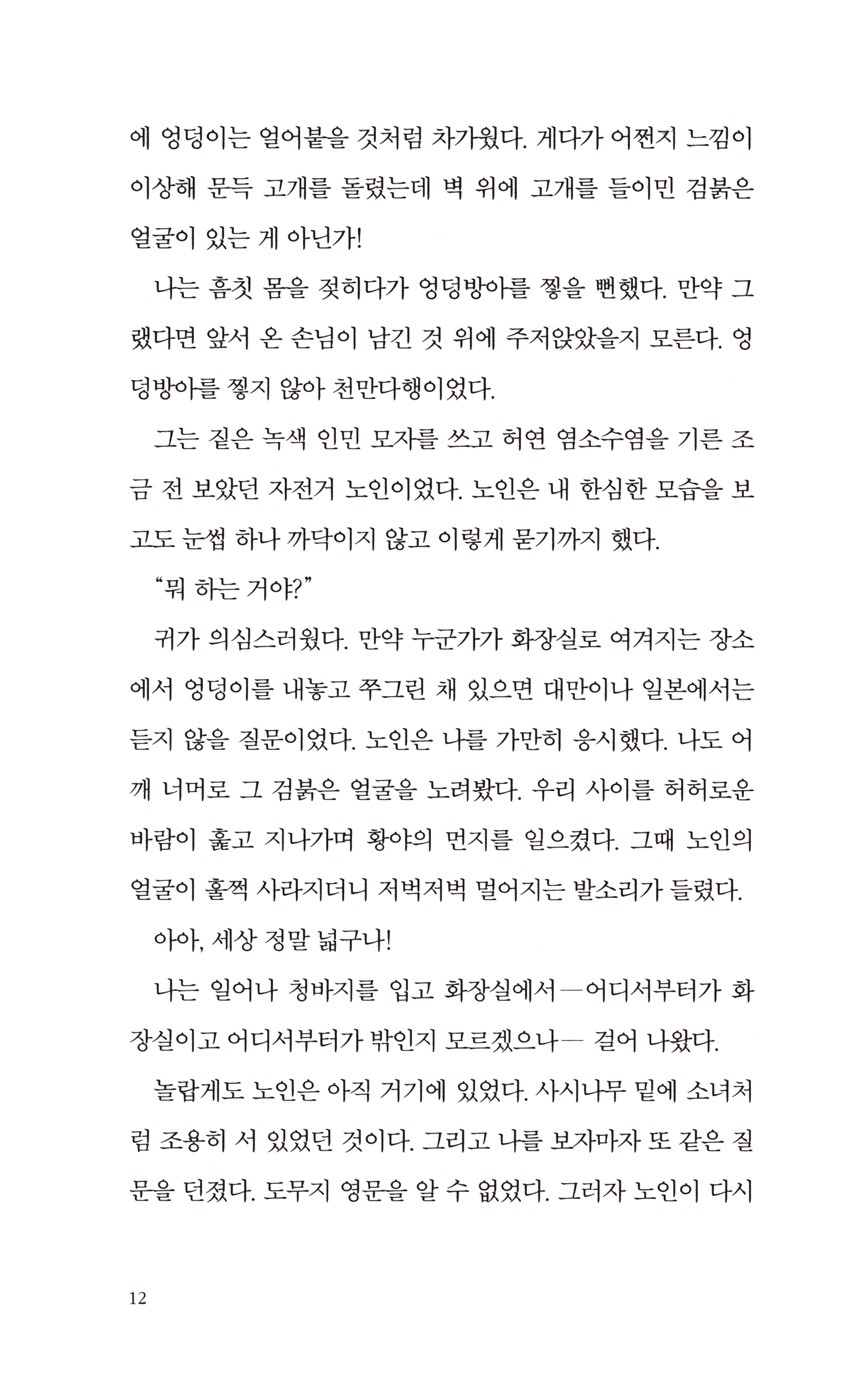 에 엉덩이는 얼어붙을 것처럼 차가웠다. 게다가 어쩐지 느낌이
이상해 문득 고개를 돌렸는데 벽 위에 고개를 들이민 검붉은
얼굴이 있는 게 아닌가!
나는 흠칫 몸을 젖히다가 엉덩방아를 찧을 뻔했다. 만약 그
랬다면 앞서 온 손님이 남긴 것 위에 주저앉았을지 모른다. 엉
덩방아를 찧지 않아 천만다행이었다.
그는 짙은 녹색 인민 모자를 쓰고 허연 염소수염을 기른 조
금 전 보았던 자전거 노인이었다. 노인은 내 한심한 모습을 보
고도 눈썹 하나 까닥이지 않고 이렇게 묻기까지 했다.
“뭐 하는 거야?”
귀가 의심스러웠다. 만약 누군가가 화장실로 여겨지는 장소
에서 엉덩이를 내놓고 쭈그린 채 있으면 대만이나 일본에서는
듣지 않을 질문이었다. 노인은 나를 가만히 응시했다. 나도 어
깨 너머로 그 검붉은 얼굴을 노려봤다. 우리 사이를 허허로운
바람이 훑고 지나가며 황야의 먼지를 일으켰다. 그때 노인의
얼굴이 훌쩍 사라지더니 저벅저벅 멀어지는 발소리가 들렸다.
아아, 세상 정말 넓구나!
나는 일어나 청바지를 입고 화장실에서―어디서부터가 화
장실이고 어디서부터가 밖인지 모르겠으나― 걸어 나왔다.
놀랍게도 노인은 아직 거기에 있었다. 사시나무 밑에 소녀처
럼 조용히 서 있었던 것이다. 그리고 나를 보자마자 또 같은 질
문을 던졌다. 도무지 영문을 알 수 없었다. 그러자 노인이 다시
12